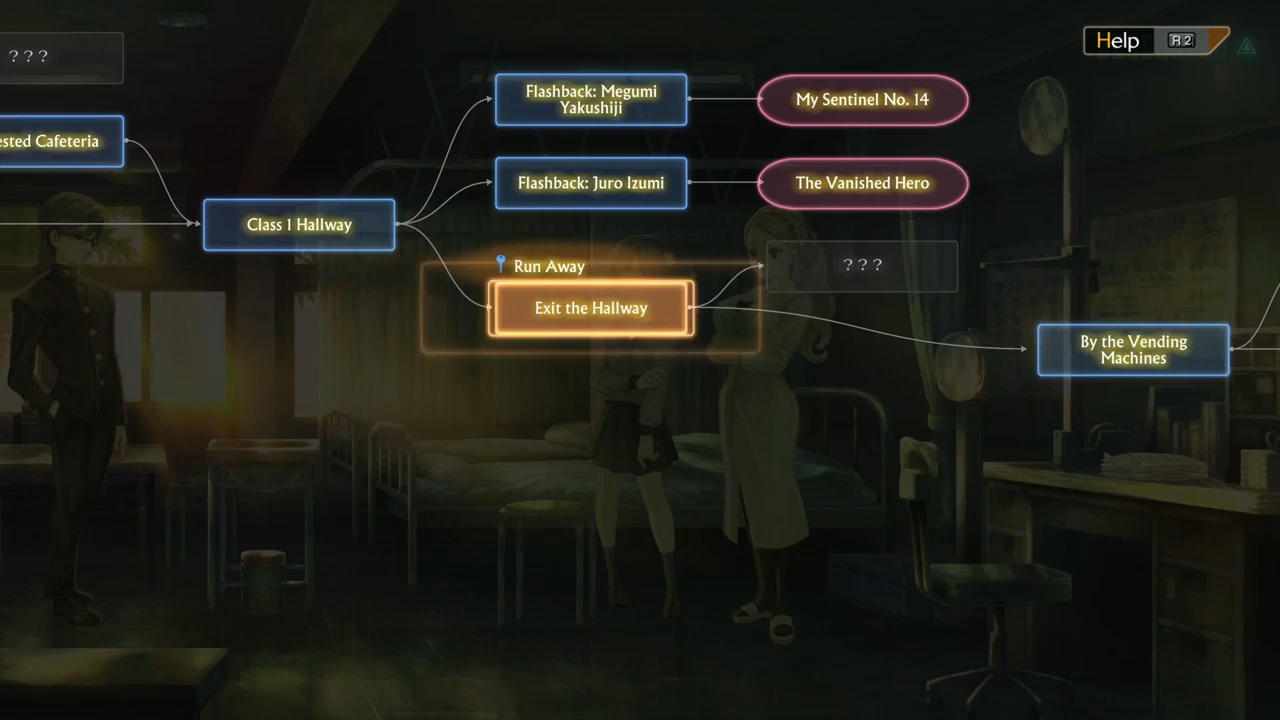 Help R2
???
Flashback: Megumi
Yakushiji
My Sentinel No. 14
ested Cafeteria
Flashback: Juro Izumi
The Vanished Hero
Class 1 Hallway
Run Away
???
Exit the Hallway
By the Vending
Machines